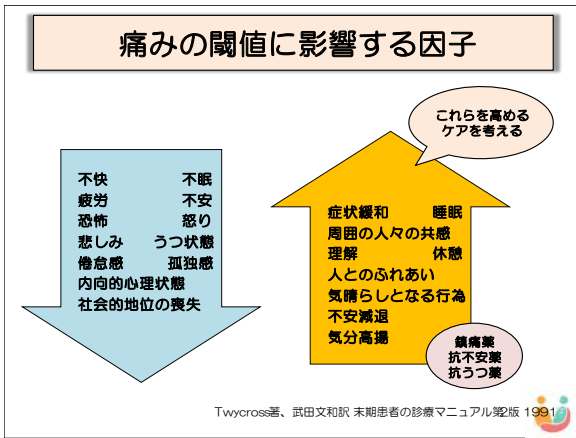 痛みの閾値に影響する因子
これらを高める
ケアを考える
不快 不眠
疲労 不安
恐怖 怒り
悲しみ うつ状態
倦怠感 孤独感
内向的心理状態
社会的地位の喪失
症状緩和 睡眠
周囲の人々の共感
理解 休憩
人とのふれあい
気晴らしとなる行為
不安減退
気分高揚
鎮痛薬
抗不安薬
抗うつ薬
Twycross著、武田文和訳 末期患者の診療マニュアル第2版 1991